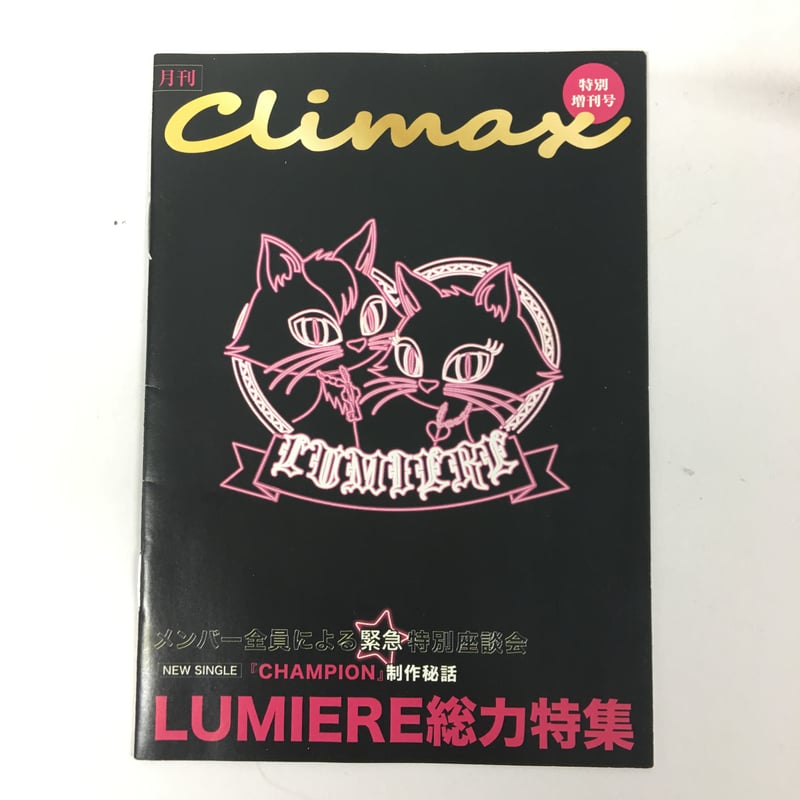 月刊
Climax
特別
増刊号
LUMIERE
メンバー全員による緊急特別座談会
NEW SINGLE 『CHAMPION』制作秘話
LUMIERE総力特集